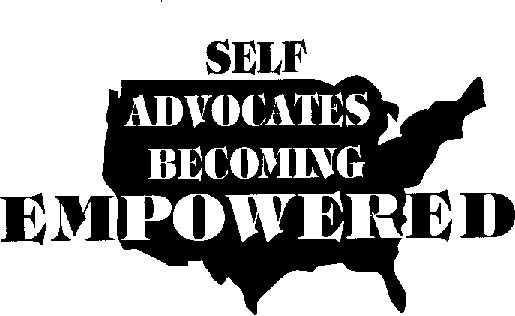 SELF
ADVOCATES
BECOMING
EMPOWERED